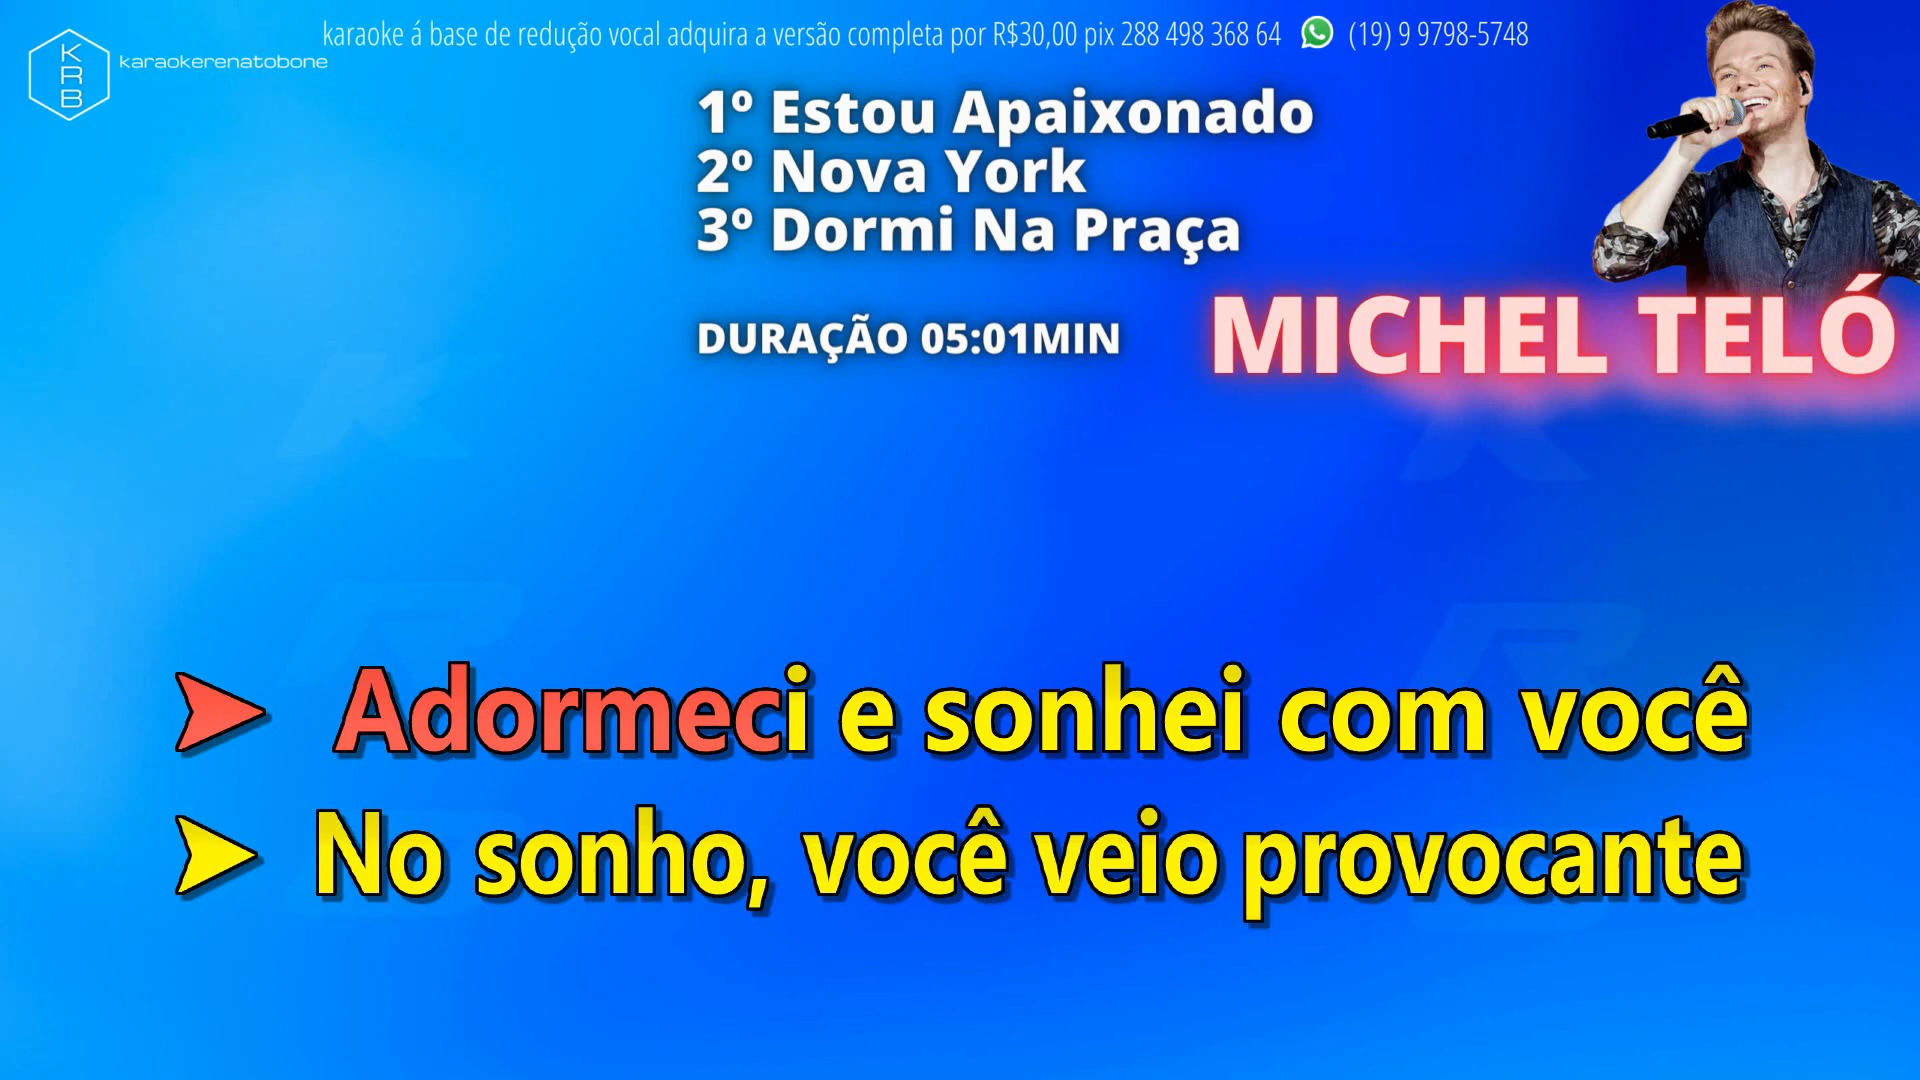 karaoke á base de redução vocal adquira a versão completa por R$30,00 pix 288 498 368 64 (19) 9 9798-5748
KRB
karaokerenatobone
1º Estou Apaixonado
2º Nova York
3º Dormi Na Praça
DURAÇÃO 05:01MIN
MICHEL TELÓ
➤ Adormeci e sonhei com você
➤ No sonho, você veio provocante